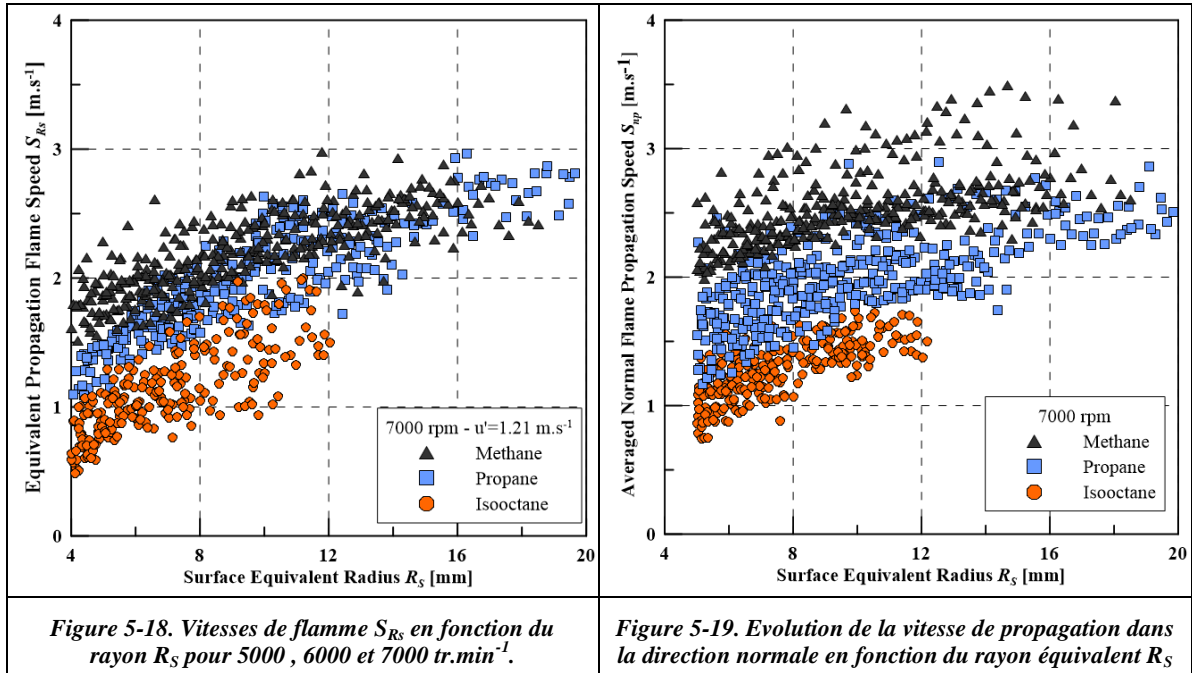 4
3
2
1
0
Equivalent Propagation Flame Speed S_Rs [m.s⁻¹]
7000 rpm - u'=1.21 m.s⁻¹
Methane
Propane
Isooctane
4 8 12 16 20
Surface Equivalent Radius R_S [mm]
Figure 5-18. Vitesses de flamme S_Rs en fonction du
rayon R_S pour 5000 , 6000 et 7000 tr.min⁻¹.
4
3
2
1
0
Averaged Normal Flame Propagation Speed S_np [m.s⁻¹]
7000 rpm
Methane
Propane
Isooctane
4 8 12 16 20
Surface Equivalent Radius R_S [mm]
Figure 5-19. Evolution de la vitesse de propagation dans
la direction normale en fonction du rayon équivalent R_S